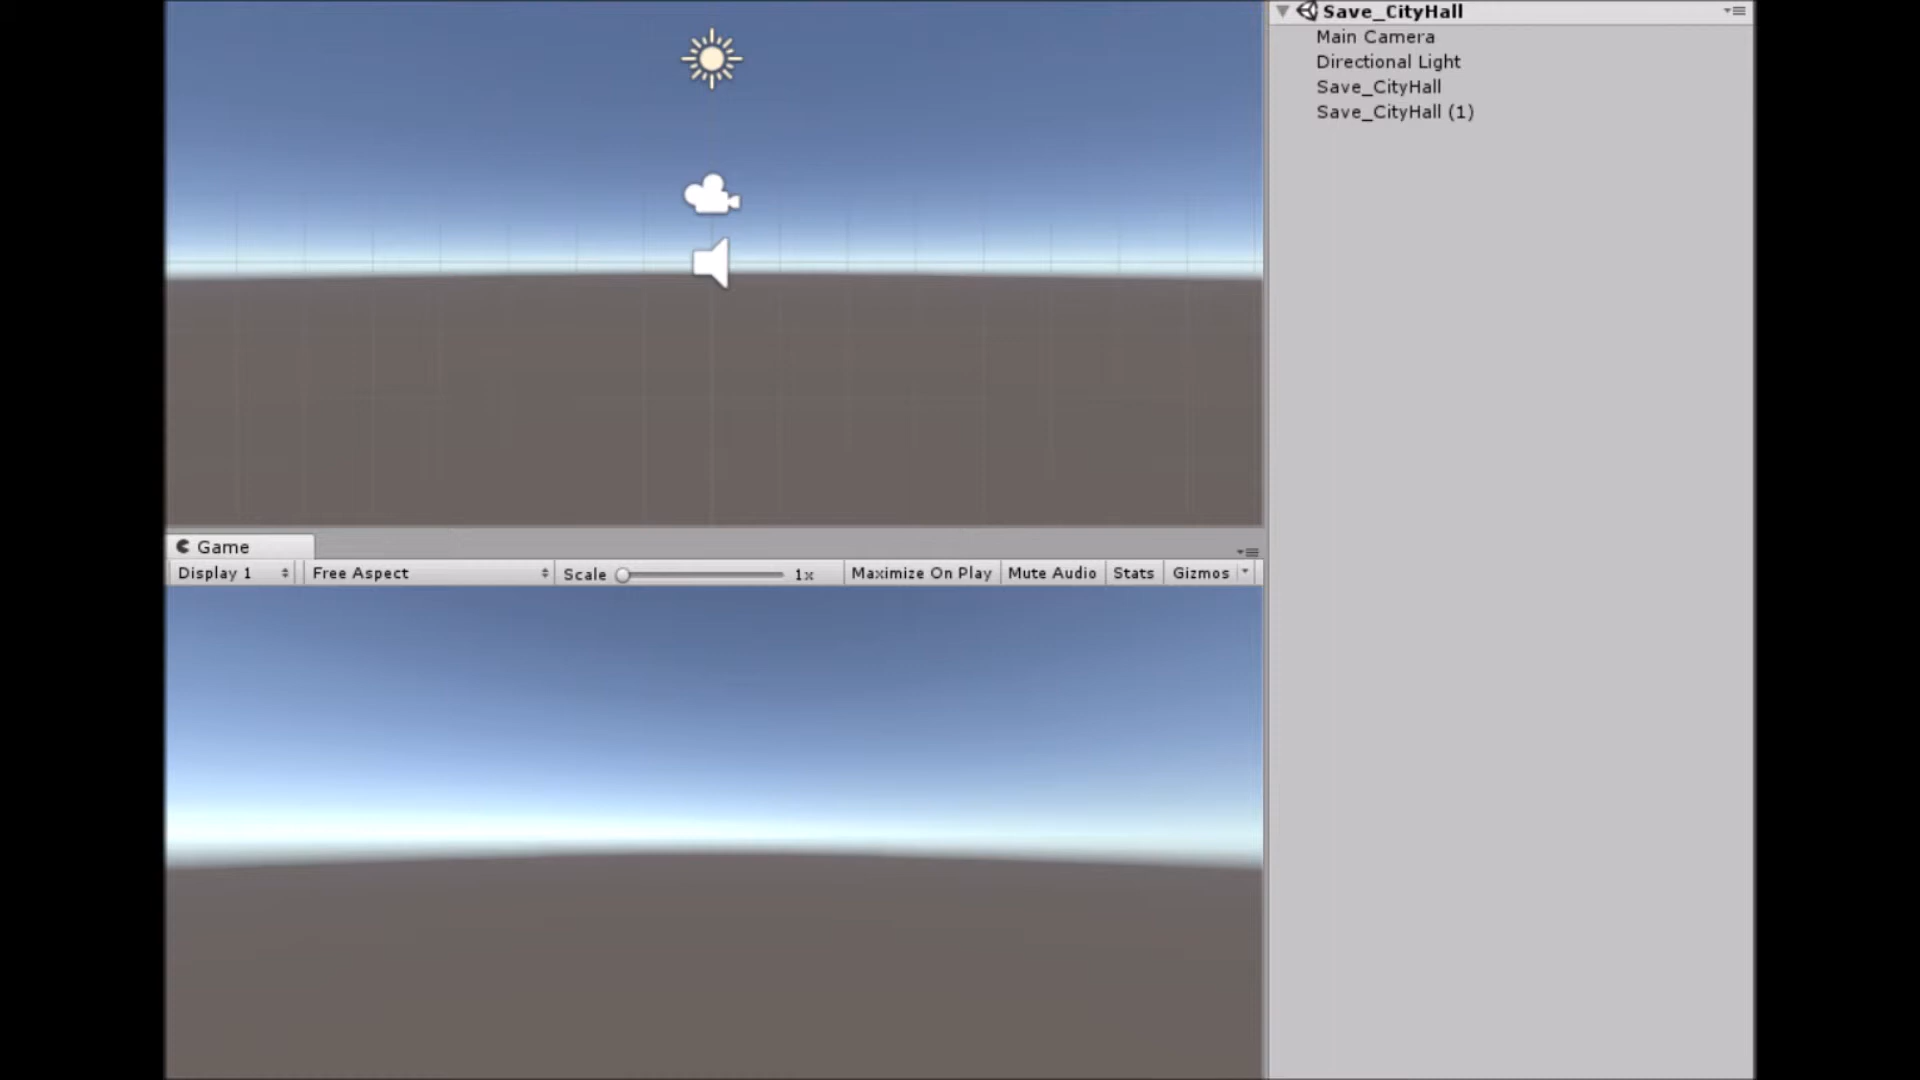 Save_CityHall
Main Camera
Directional Light
Save_CityHall
Save_CityHall (1)
Game
Display 1 Free Aspect Scale 1x Maximize On Play Mute Audio Stats Gizmos